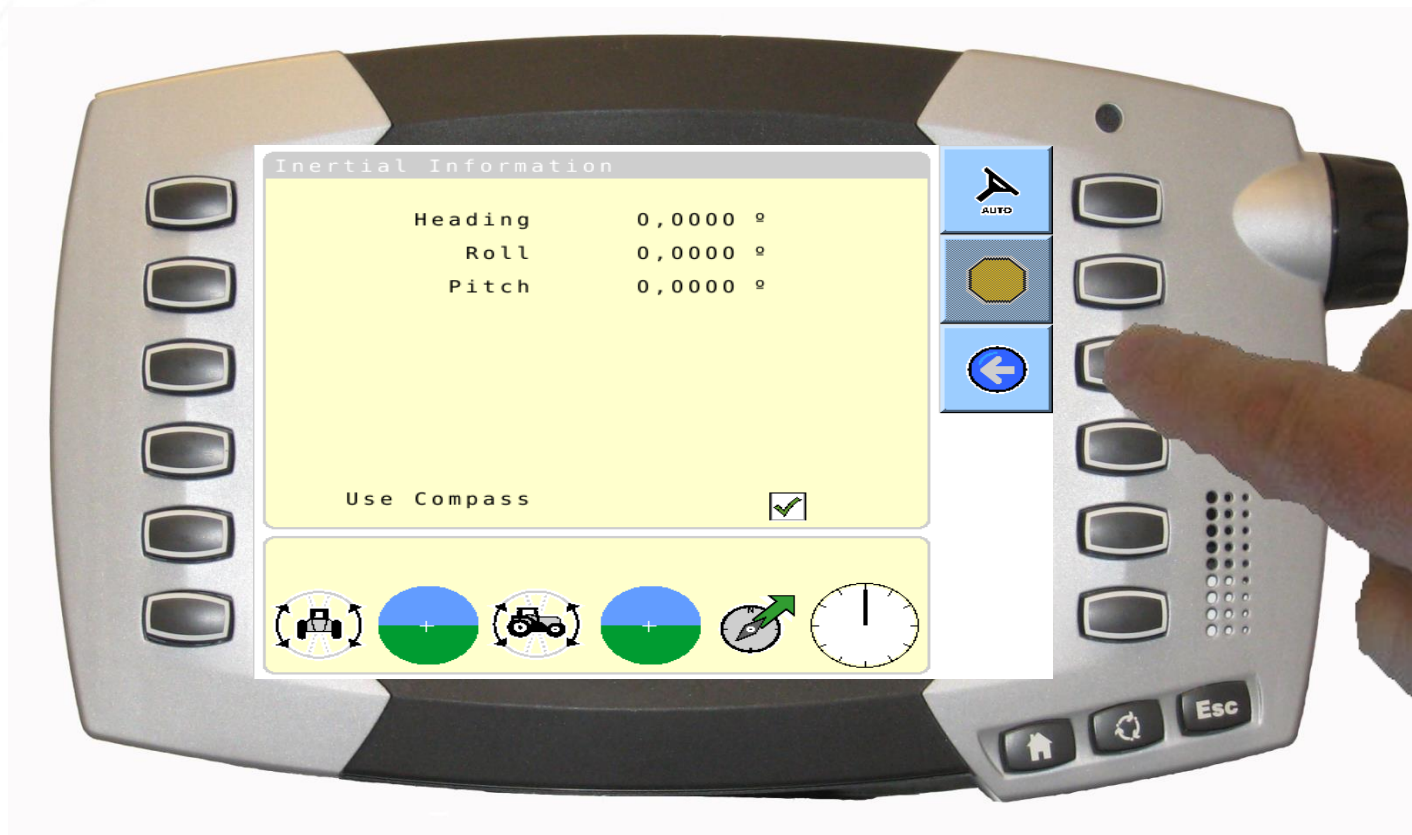 Inertial Information
Heading 0,0000 º
Roll 0,0000 º
Pitch 0,0000 º
Use Compass
N
AUTO
Esc